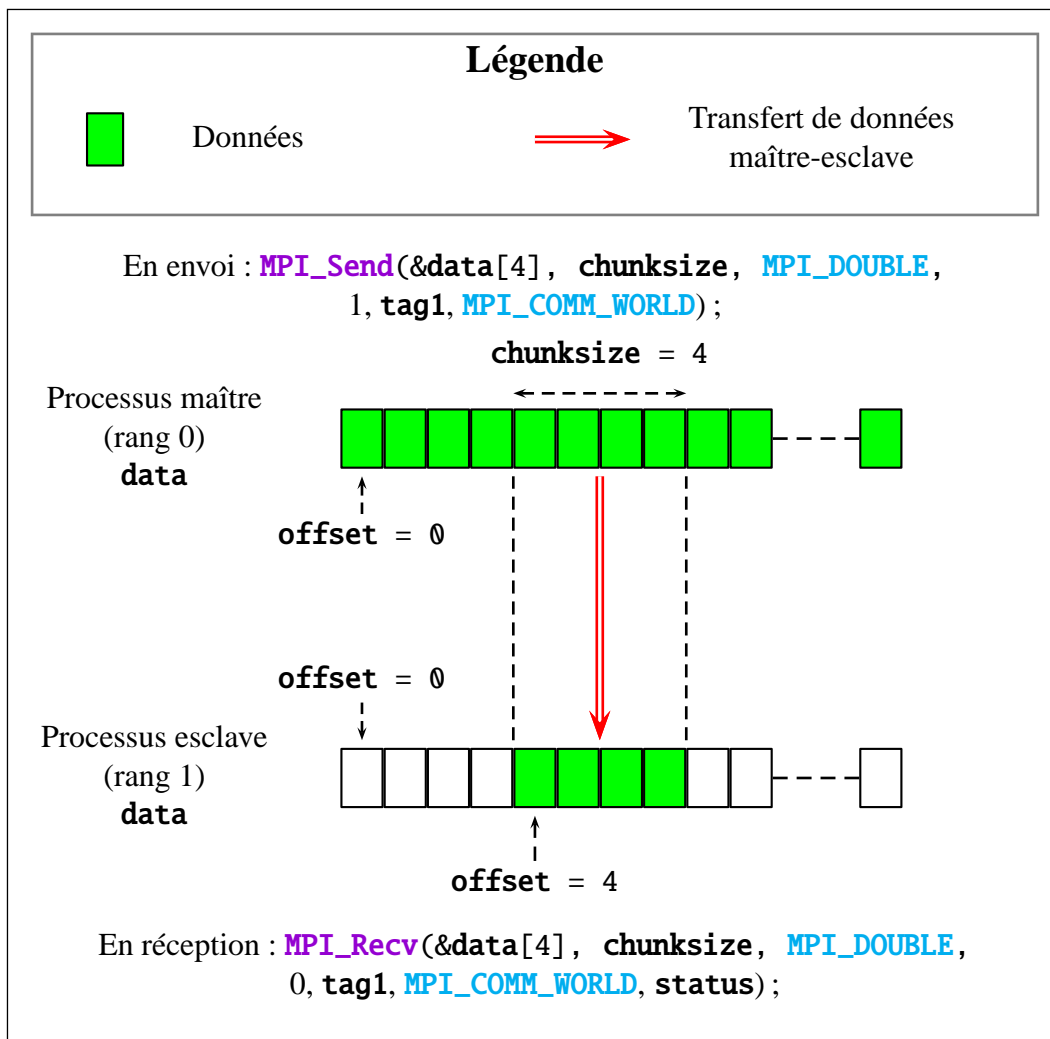 Légende
Données
Transfert de données
maître-esclave
En envoi : MPI_Send(&data[4], chunksize, MPI_DOUBLE,
1, tag1, MPI_COMM_WORLD) ;
chunksize = 4
Processus maître
(rang 0)
data
offset = 0
offset = 0
Processus esclave
(rang 1)
data
offset = 4
En réception : MPI_Recv(&data[4], chunksize, MPI_DOUBLE,
0, tag1, MPI_COMM_WORLD, status) ;